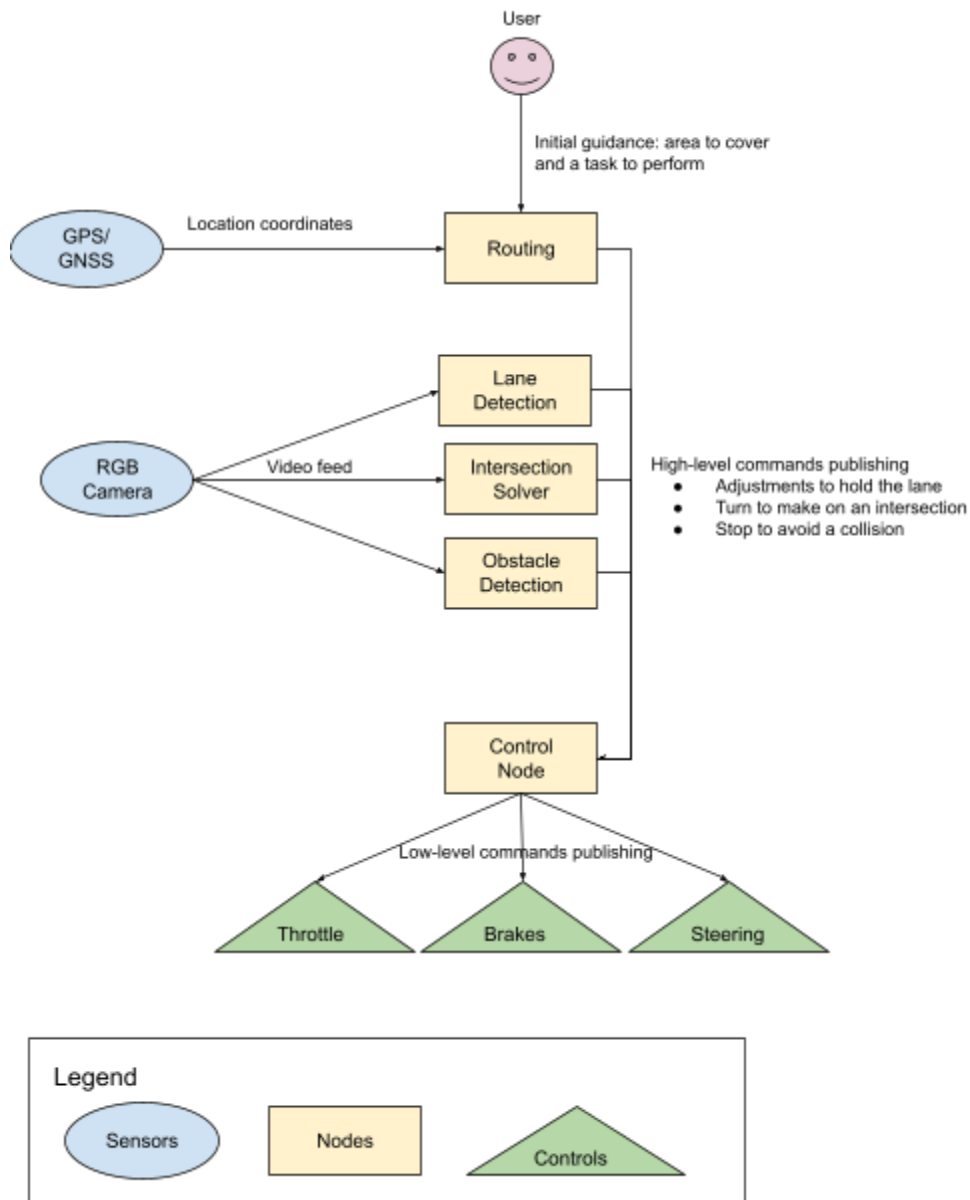 User
Initial guidance: area to cover
and a task to perform
Location coordinates
GPS/
GNSS
Routing
Lane
Detection
RGB
Camera
Video feed
Intersection
Solver
High-level commands publishing
● Adjustments to hold the lane
● Turn to make on an intersection
● Stop to avoid a collision
Obstacle
Detection
Control
Node
Low-level commands publishing
Throttle
Brakes
Steering
Legend
Sensors
Nodes
Controls